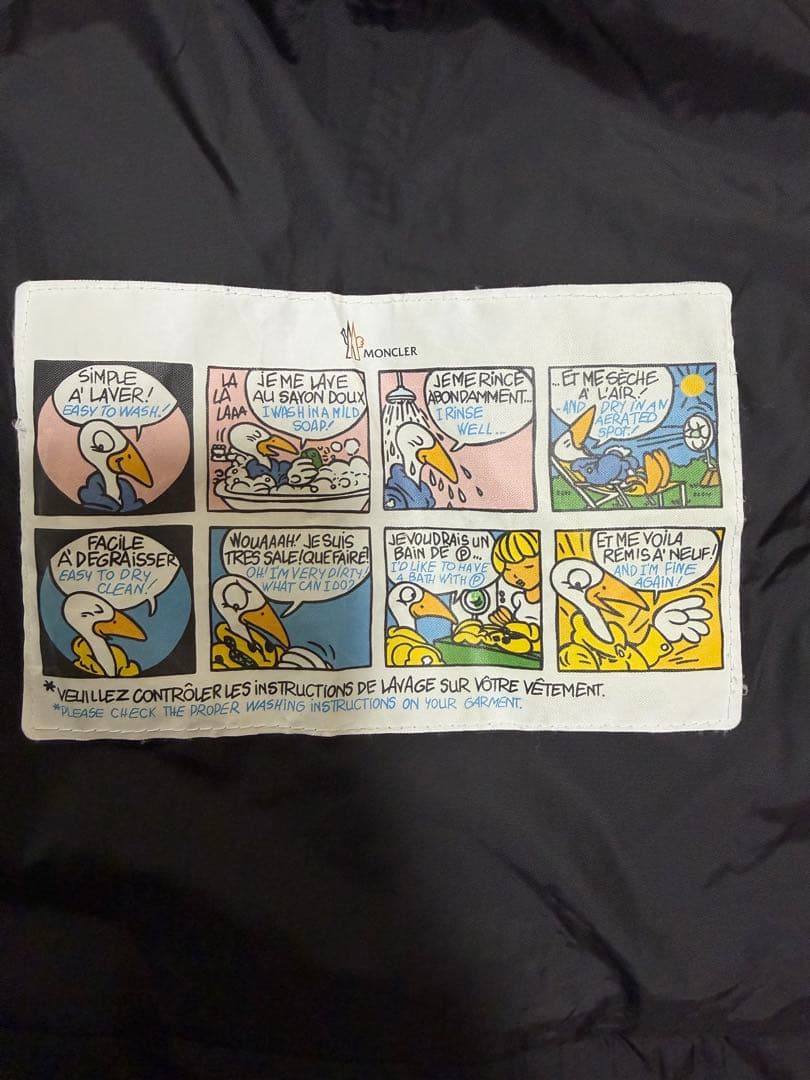 MONCLER
SIMPLE
A' LAVER!
EASY TO WASH!
LA
LA
LAAA
JE ME LAVE
AU SAVON DOUX
I WASH IN A MILD
SOAP!
JE ME RINCE
ABONDAMMENT...
I RINSE
WELL...
...ET ME SÈCHE
A' L'AIR!
..AND DRY IN AN
AERATED
SPOT!
FACILE
A' DEGRAISSER
EASY TO DRY
CLEAN!
WOUAAAH! JE SUIS
TRES SALE! QUE FAIRE!
OH! I'M VERY DIRTY!
WHAT CAN I DO?
JE VOUDRAIS UN
BAIN DE Ⓟ...
I'D LIKE TO HAVE
A BATH WITH Ⓟ
ET ME VOILA
REMIS A' NEUF!
AND I'M FINE
AGAIN!
*VEUILLEZ CONTRÔLER LES INSTRUCTIONS DE LAVAGE SUR VÔTRE VÊTEMENT.
*PLEASE CHECK THE PROPER WASHING INSTRUCTIONS ON YOUR GARMENT.